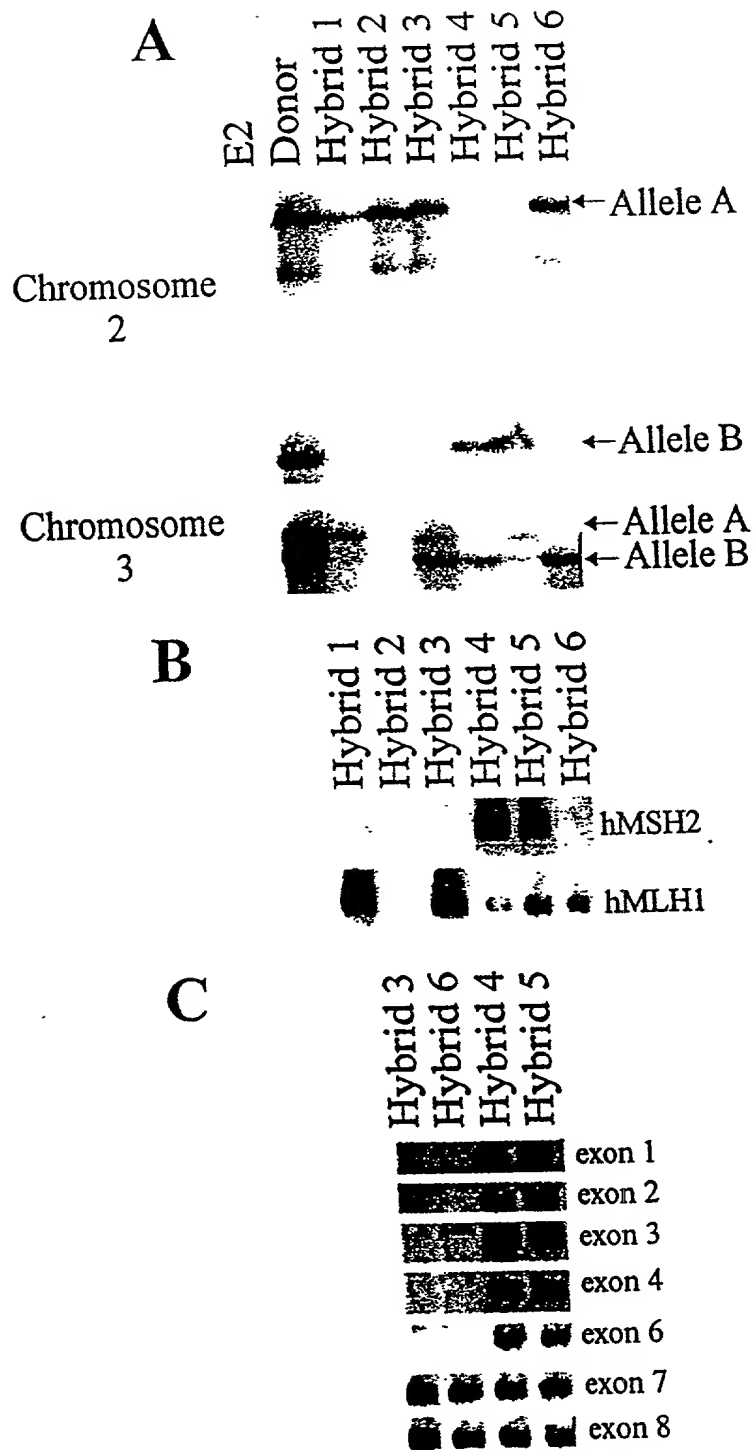 A
E2
Donor
Hybrid 1
Hybrid 2
Hybrid 3
Hybrid 4
Hybrid 5
Hybrid 6
←Allele A
Chromosome
2
←Allele B
Chromosome
3
Allele A
←Allele B
B
Hybrid 1
Hybrid 2
Hybrid 3
Hybrid 4
Hybrid 5
Hybrid 6
hMSH2
hMLH1
C
Hybrid 3
Hybrid 6
Hybrid 4
Hybrid 5
exon 1
exon 2
exon 3
exon 4
exon 6
exon 7
exon 8